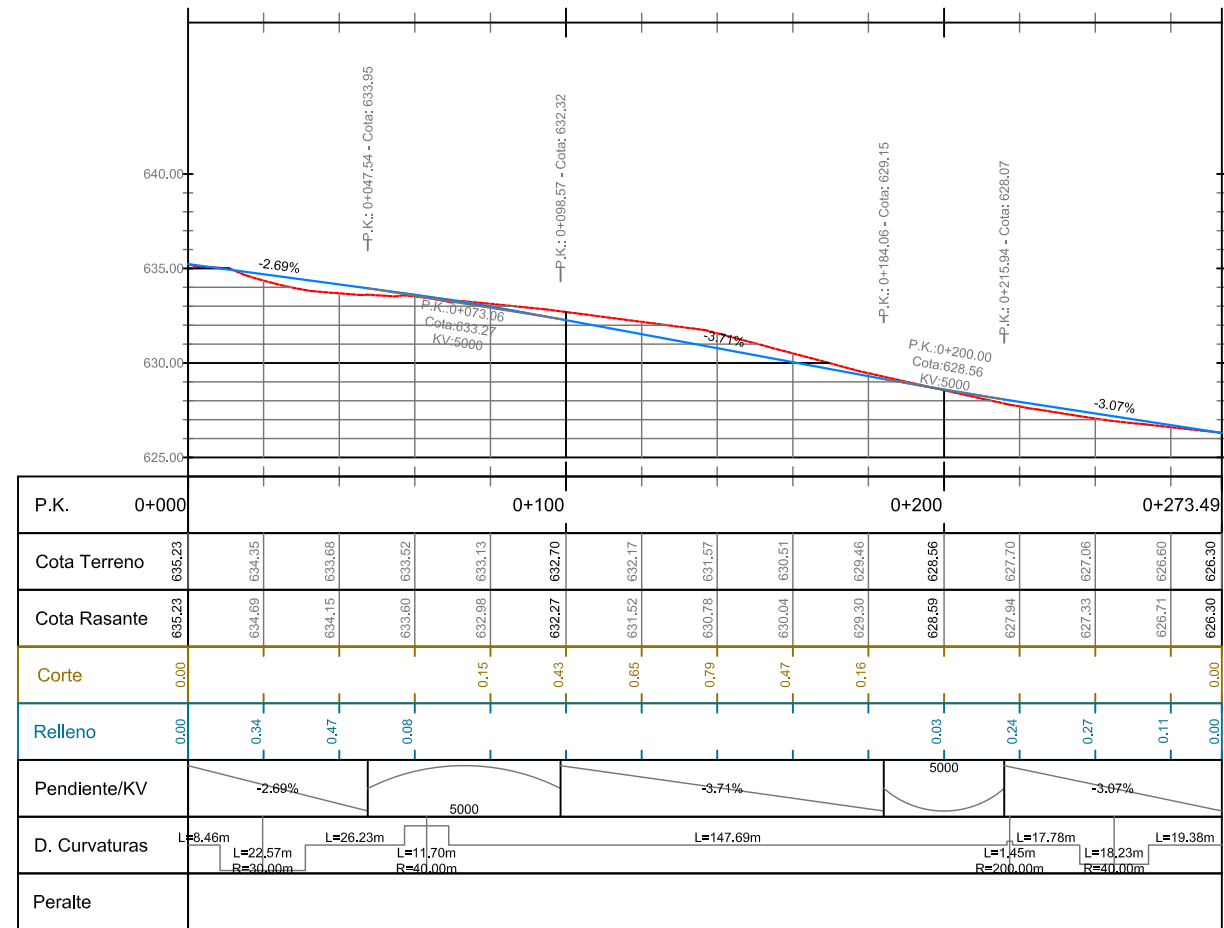 P.K.: 0+047.54 - Cota: 633.95
P.K.: 0+098.57 - Cota: 632.32
P.K.: 0+184.06 - Cota: 629.15
P.K.: 0+215.94 - Cota: 628.07
640.00
635.00
630.00
625.00
-2.69%
P.K.:0+073.06
Cota:633.27
KV:5000
-3.71%
P.K.:0+200.00
Cota:628.56
KV:5000
-3.07%
P.K. 0+000 0+100 0+200 0+273.49
Cota Terreno 635.23 634.35 633.68 633.52 633.13 632.70 632.17 631.57 630.51 629.46 628.56 627.70 627.06 626.60 626.30
Cota Rasante 635.23 634.69 634.15 633.60 632.98 632.27 631.52 630.78 630.04 629.30 628.59 627.94 627.33 626.71 626.30
Corte 0.00 0.15 0.43 0.65 0.79 0.47 0.16 0.00
Relleno 0.00 0.34 0.47 0.08 0.03 0.24 0.27 0.11 0.00
Pendiente/KV -2.69% 5000 -3.71% 5000 -3.07%
D. Curvaturas
L=8.46m
L=22.57m
R=30.00m
L=26.23m
L=11.70m
R=40.00m
L=147.69m
L=1.45m
R=200.00m
L=17.78m
L=18.23m
R=40.00m
L=19.38m
Peralte